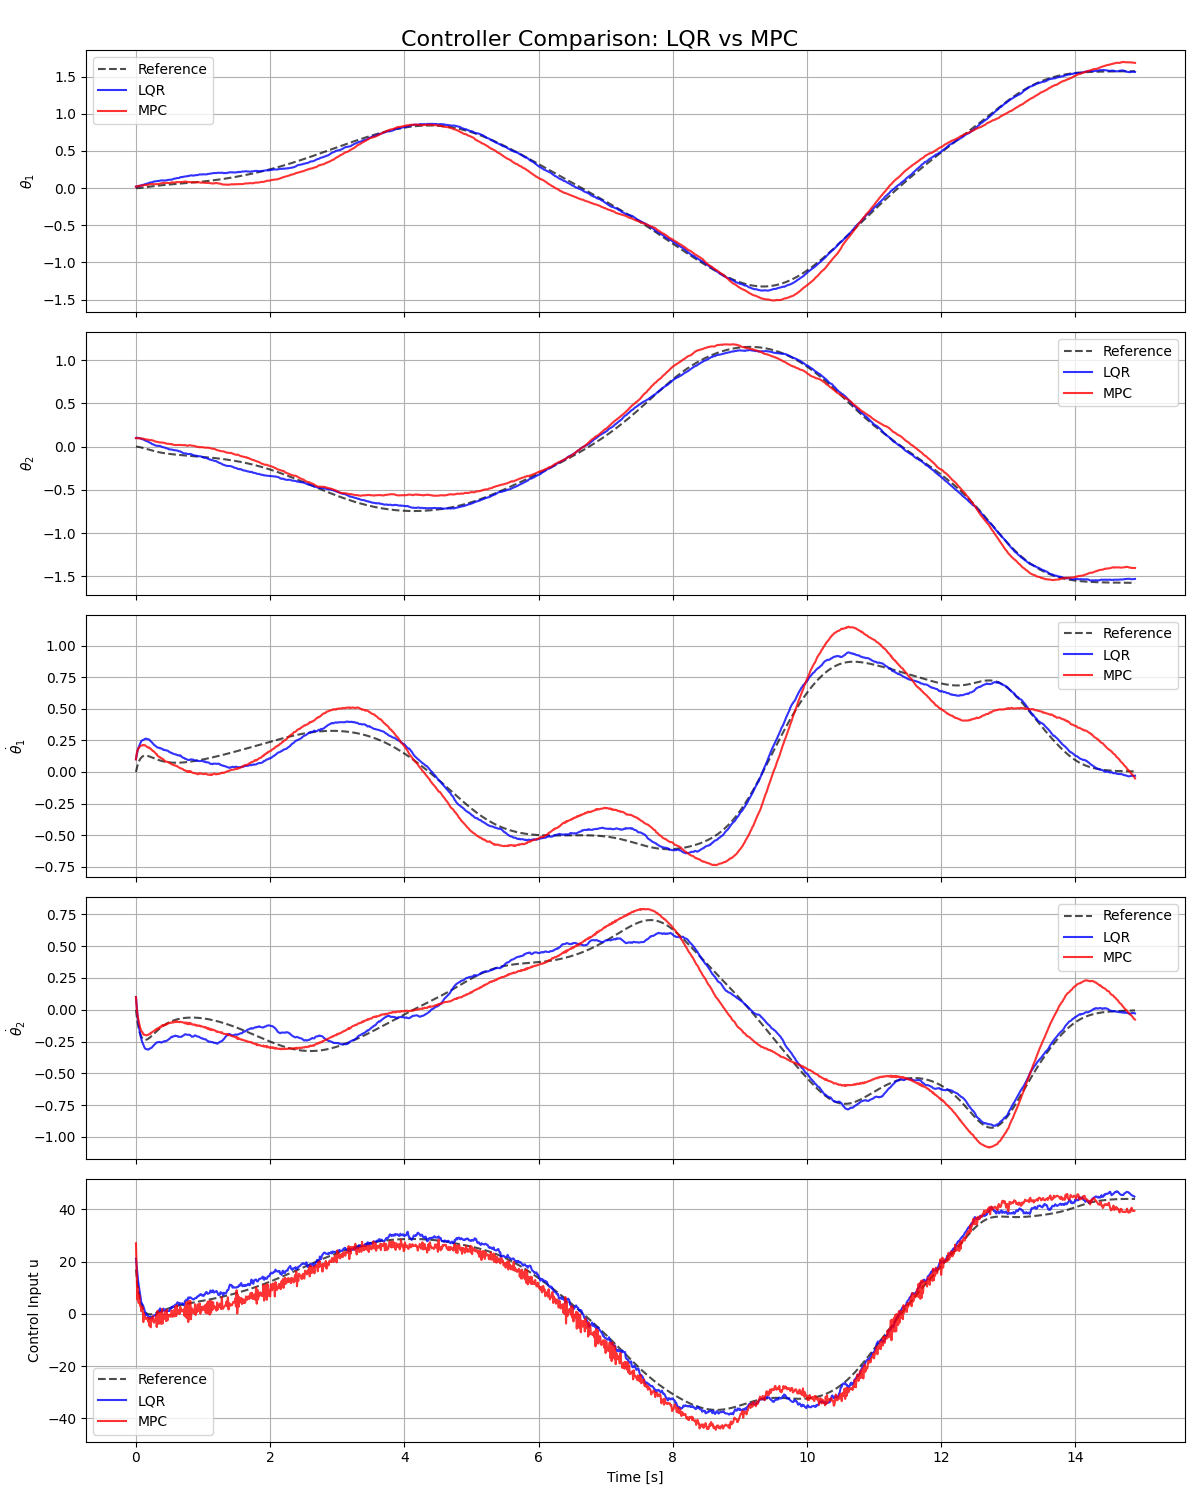 Controller Comparison: LQR vs MPC
1.5
1.0
0.5
0.0
−0.5
−1.0
−1.5
θ₁
Reference
LQR
MPC
1.0
0.5
0.0
−0.5
−1.0
−1.5
θ₂
Reference
LQR
MPC
1.00
0.75
0.50
0.25
0.00
−0.25
−0.50
−0.75
θ̇₁
Reference
LQR
MPC
0.75
0.50
0.25
0.00
−0.25
−0.50
−0.75
−1.00
θ̇₂
Reference
LQR
MPC
40
20
0
−20
−40
Control Input u
Reference
LQR
MPC
0 2 4 6 8 10 12 14
Time [s]